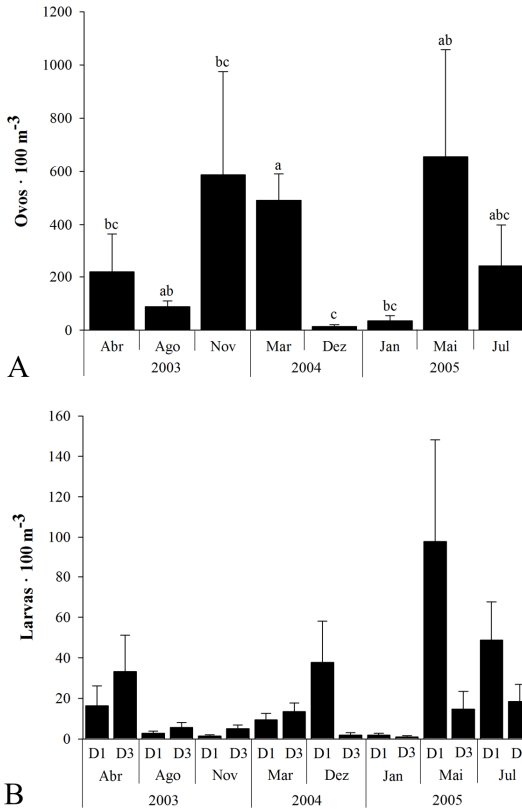 1200
1000
800
600
400
200
0
Ovos · 100 m-3
bc
ab
bc
a
c
bc
ab
abc
Abr Ago Nov Mar Dez Jan Mai Jul
2003 2004 2005
A
160
140
120
100
80
60
40
20
0
Larvas · 100 m-3
D1 D3 D1 D3 D1 D3 D1 D3 D1 D3 D1 D3 D1 D3 D1
Abr Ago Nov Mar Dez Jan Mai Jul
2003 2004 2005
B